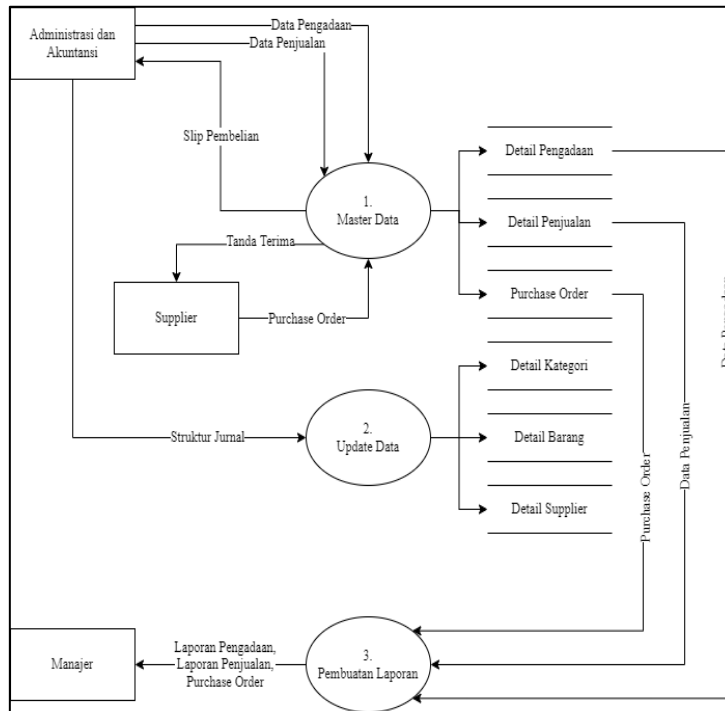 Administrasi dan
Akuntansi
Data Pengadaan
Data Penjualan
Slip Pembelian
1.
Master Data
Detail Pengadaan
Detail Penjualan
Purchase Order
Tanda Terima
Supplier
Purchase Order
Detail Kategori
2.
Update Data
Struktur Jurnal
Detail Barang
Detail Supplier
Purchase Order
Data Penjualan
Manajer
Laporan Pengadaan,
Laporan Penjualan,
Purchase Order
3.
Pembuatan Laporan